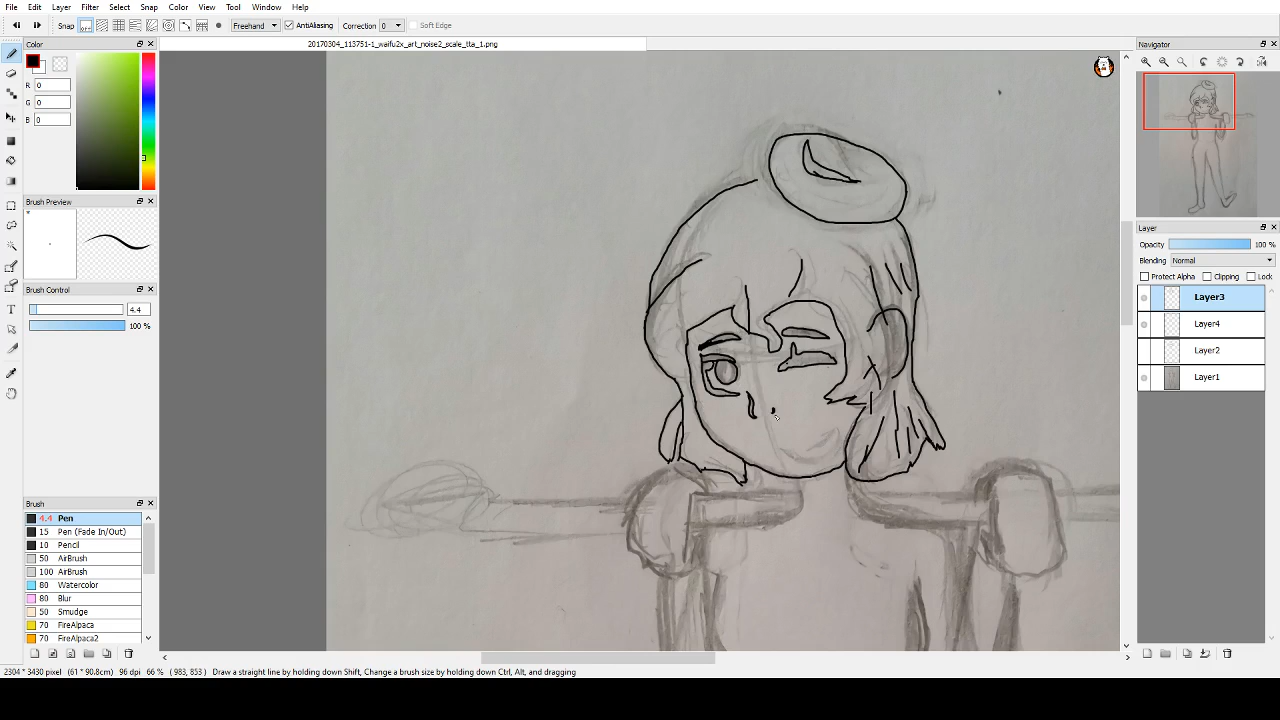 File Edit Layer Filter Select Snap Color View Tool Window Help
Snap Off Freehand AntiAliasing Correction 0 Soft Edge
20170304_113751-1_waifu2x_art_noise2_scale_tta_1.png
Color
R 0
G 0
B 0
Brush Preview
*
Brush Control
4.4
100 %
Brush
4.4 Pen
15 Pen (Fade In/Out)
10 Pencil
50 AirBrush
100 AirBrush
80 Watercolor
80 Blur
50 Smudge
70 FireAlpaca
70 FireAlpaca2
Navigator
Layer
Opacity 100 %
Blending Normal
Protect Alpha Clipping Lock
Layer3
Layer4
Layer2
Layer1
2304 * 3430 pixel (61 * 90.8cm) 96 dpi 66 % ( 983, 853 ) Draw a straight line by holding down Shift, Change a brush size by holding down Ctrl, Alt, and dragging